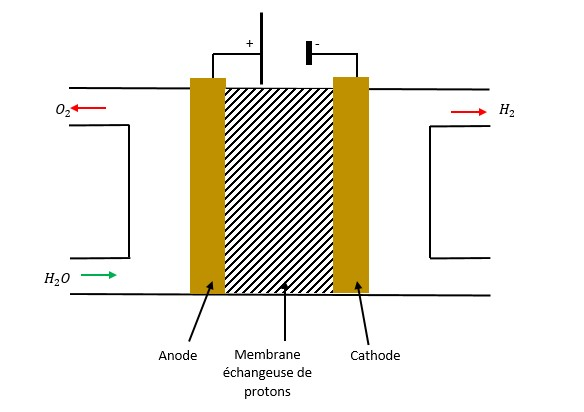 + -
O₂ H₂
H₂O
Anode
Membrane
échangeuse de
protons
Cathode